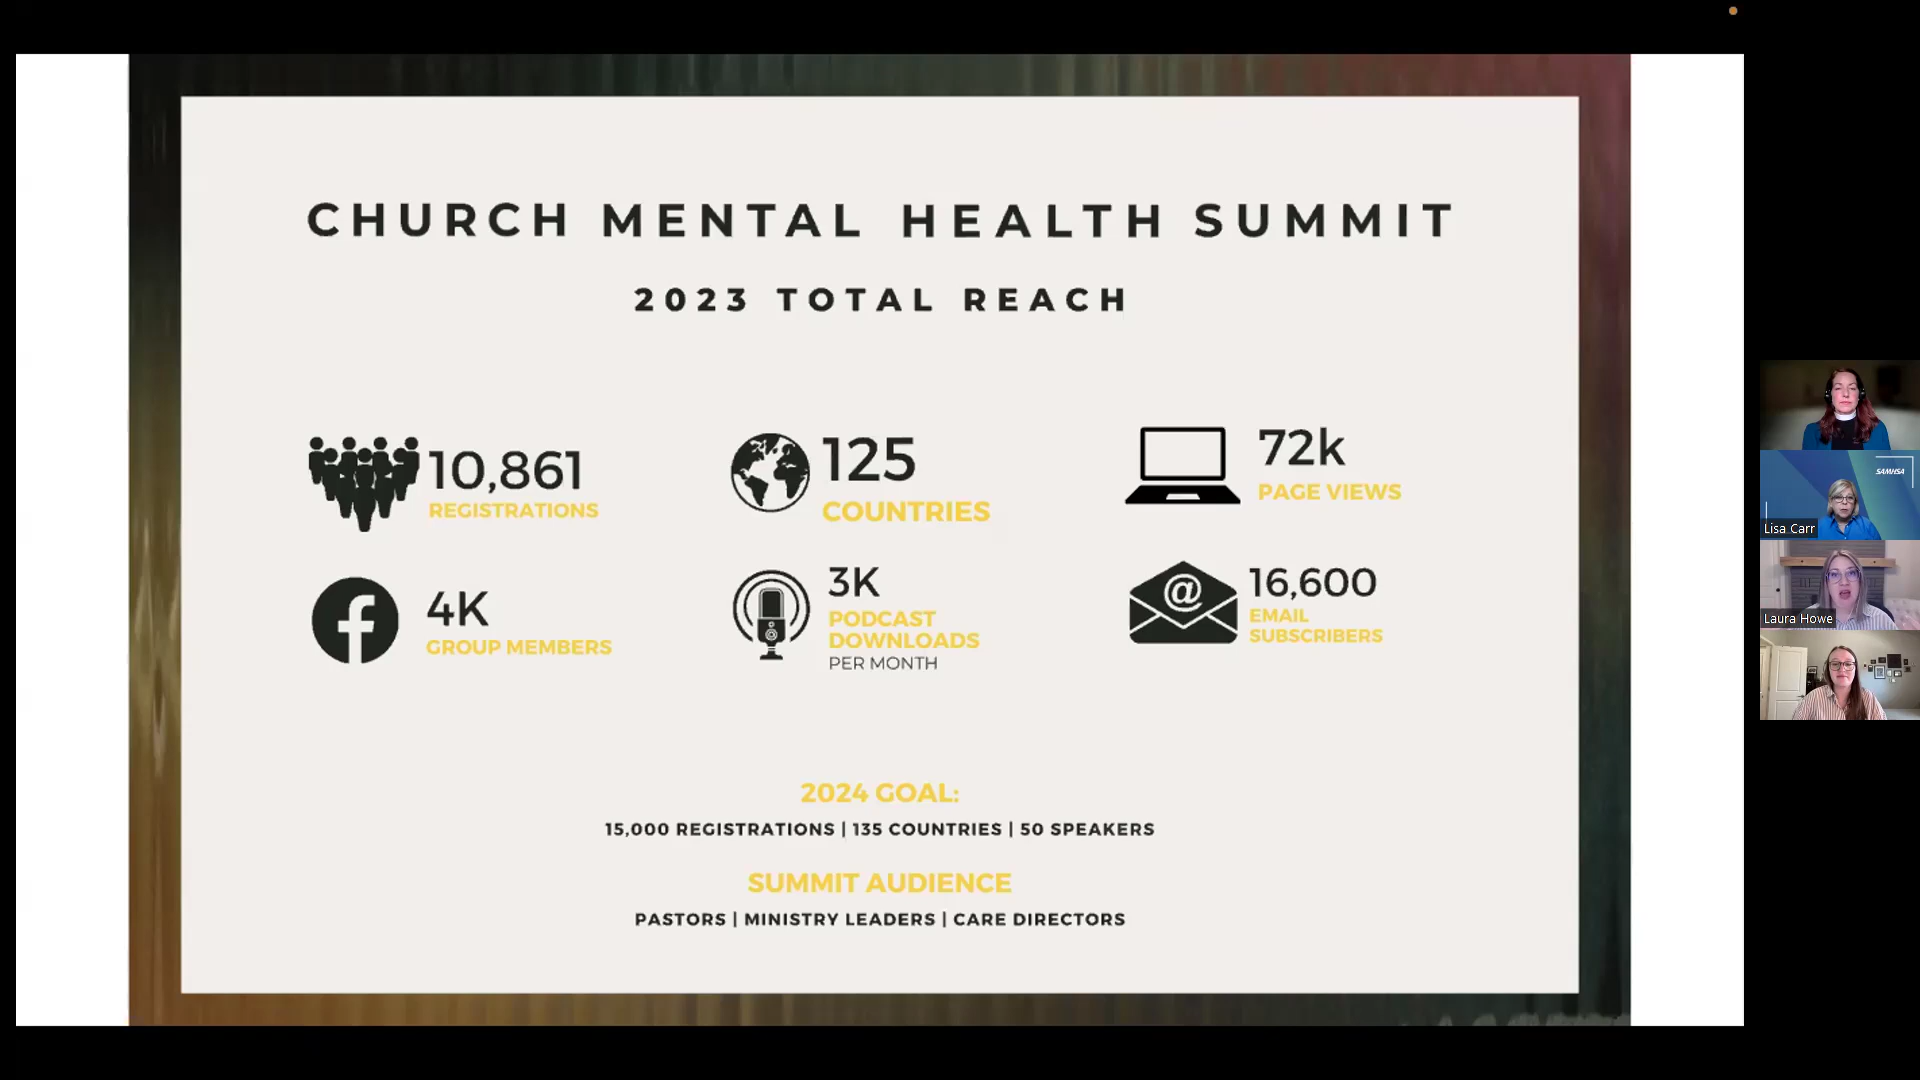 CHURCH MENTAL HEALTH SUMMIT
2023 TOTAL REACH
10,861
REGISTRATIONS
125
COUNTRIES
72k
PAGE VIEWS
4K
GROUP MEMBERS
3K
PODCAST
DOWNLOADS
PER MONTH
@
16,600
EMAIL
SUBSCRIBERS
2024 GOAL:
15,000 REGISTRATIONS | 135 COUNTRIES | 50 SPEAKERS
SUMMIT AUDIENCE
PASTORS | MINISTRY LEADERS | CARE DIRECTORS
SAMHSA
Lisa Carr
Laura Howe